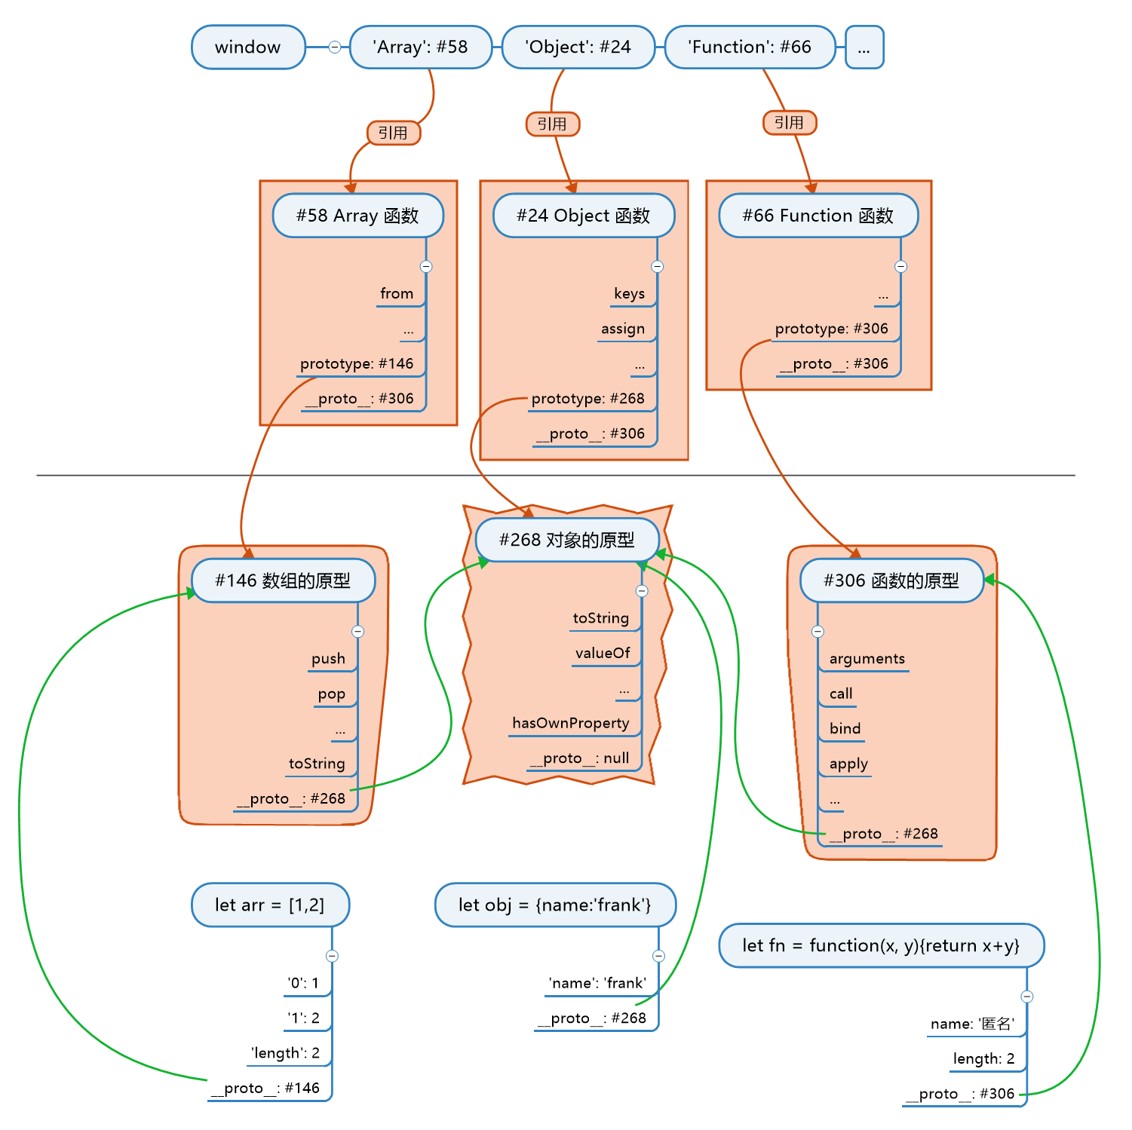 window
'Array': #58
'Object': #24
'Function': #66
...
引用
引用
引用
#58 Array 函数
from
...
prototype: #146
__proto__: #306
#24 Object 函数
keys
assign
...
prototype: #268
__proto__: #306
#66 Function 函数
...
prototype: #306
__proto__: #306
#146 数组的原型
push
pop
...
toString
__proto__: #268
#268 对象的原型
toString
valueOf
...
hasOwnProperty
__proto__: null
#306 函数的原型
arguments
call
bind
apply
...
__proto__: #268
let arr = [1,2]
'0': 1
'1': 2
'length': 2
__proto__: #146
let obj = {name:'frank'}
'name': 'frank'
__proto__: #268
let fn = function(x, y){return x+y}
name: '匿名'
length: 2
__proto__: #306